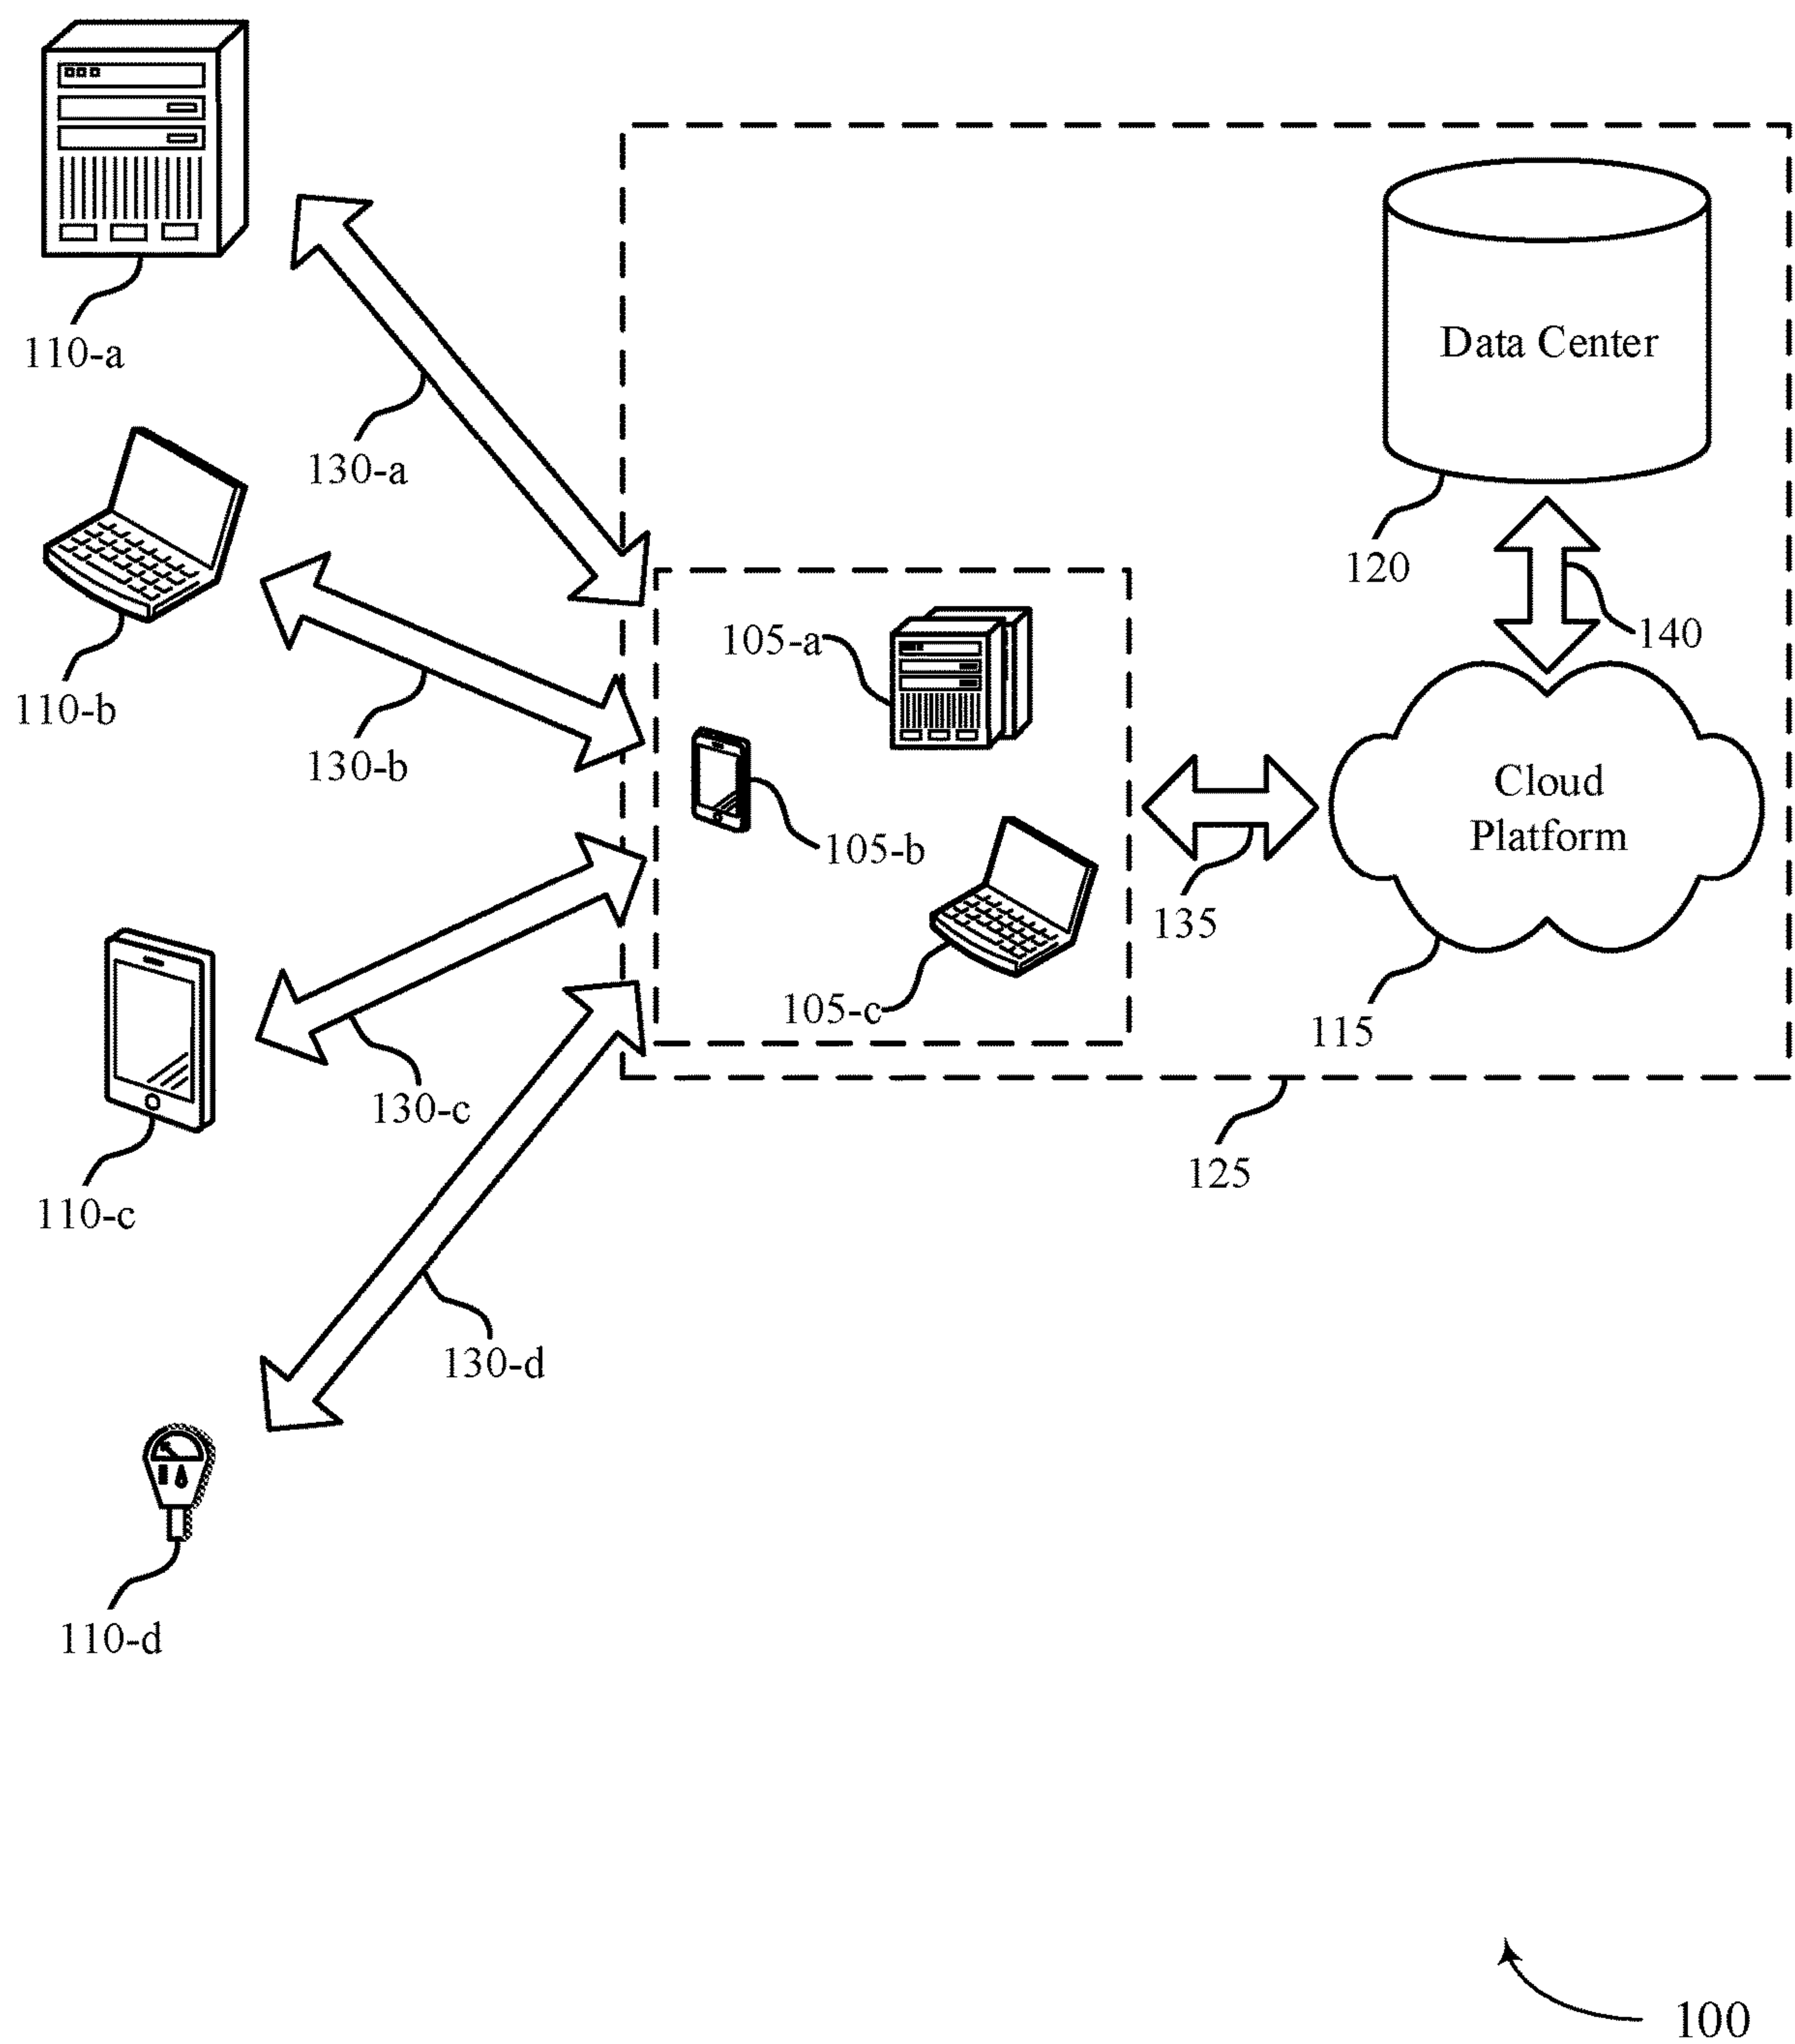 110-a
130-a
Data Center
120
140
110-b
130-b
105-a
105-b
105-c
135
Cloud
Platform
115
110-c
130-c
125
130-d
110-d
100